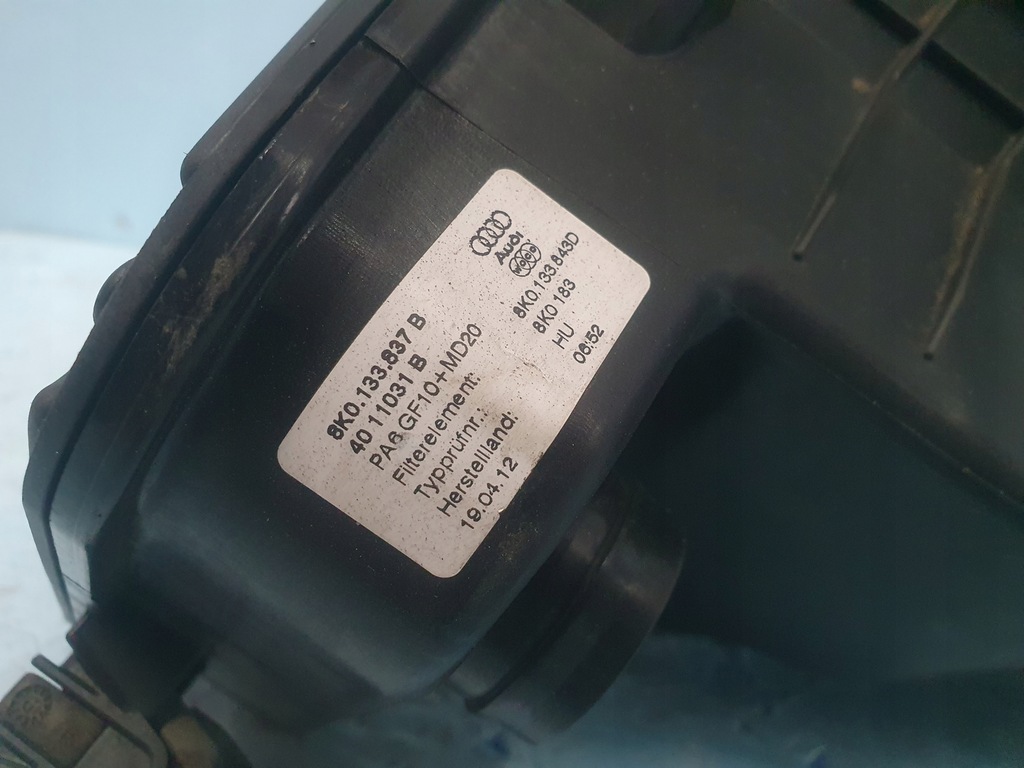 Audi
8K0.133.837 B
40 11031 B
PA6 GF10+MD20
Filterelement: 8K0.133.843D
Typprüfnr.: 8K0 183
Herstelland: HU
19.04.12 06:52